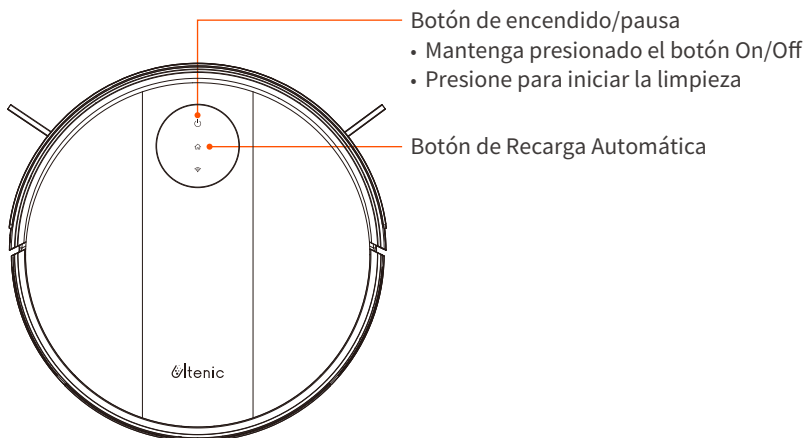 Botón de encendido/pausa
• Mantenga presionado el botón On/Off
• Presione para iniciar la limpieza
Botón de Recarga Automática
Ultenic